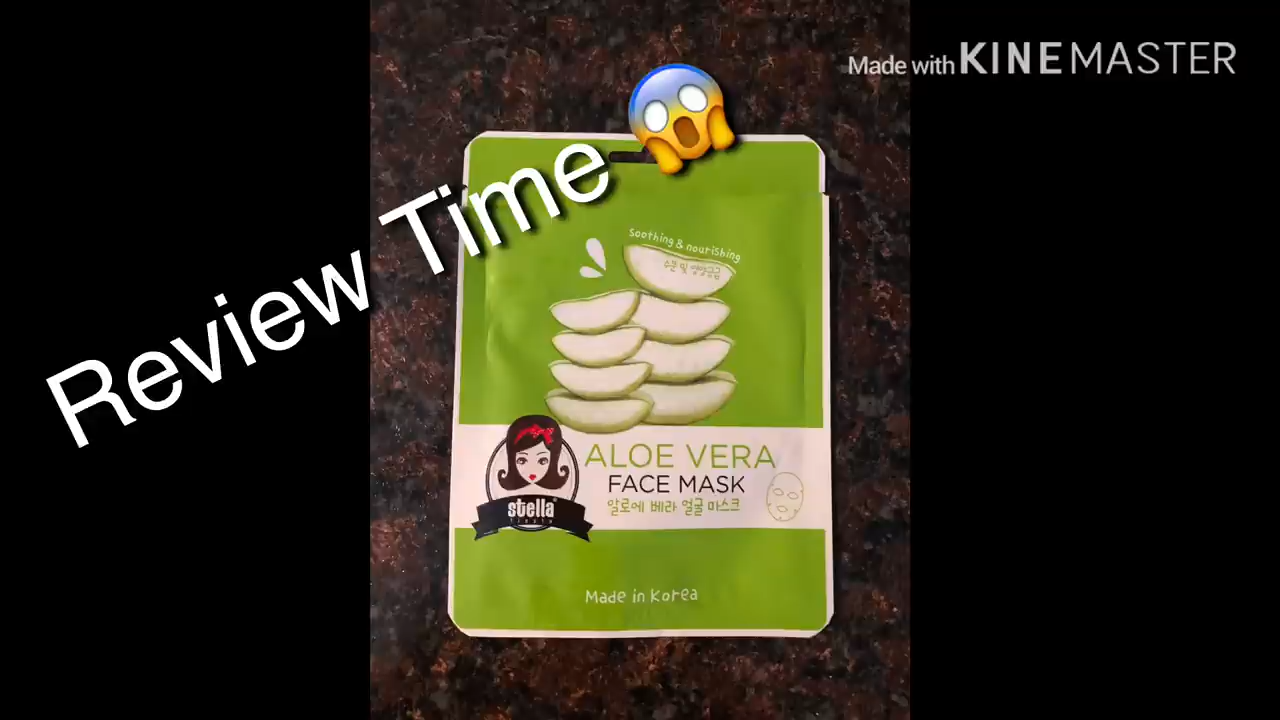 Made with KINEMASTER
Review Time 😱
soothing & nourishing
수분 및 영양공급
ALOE VERA
FACE MASK
알로에 베라 얼굴 마스크
stella
Made in Korea